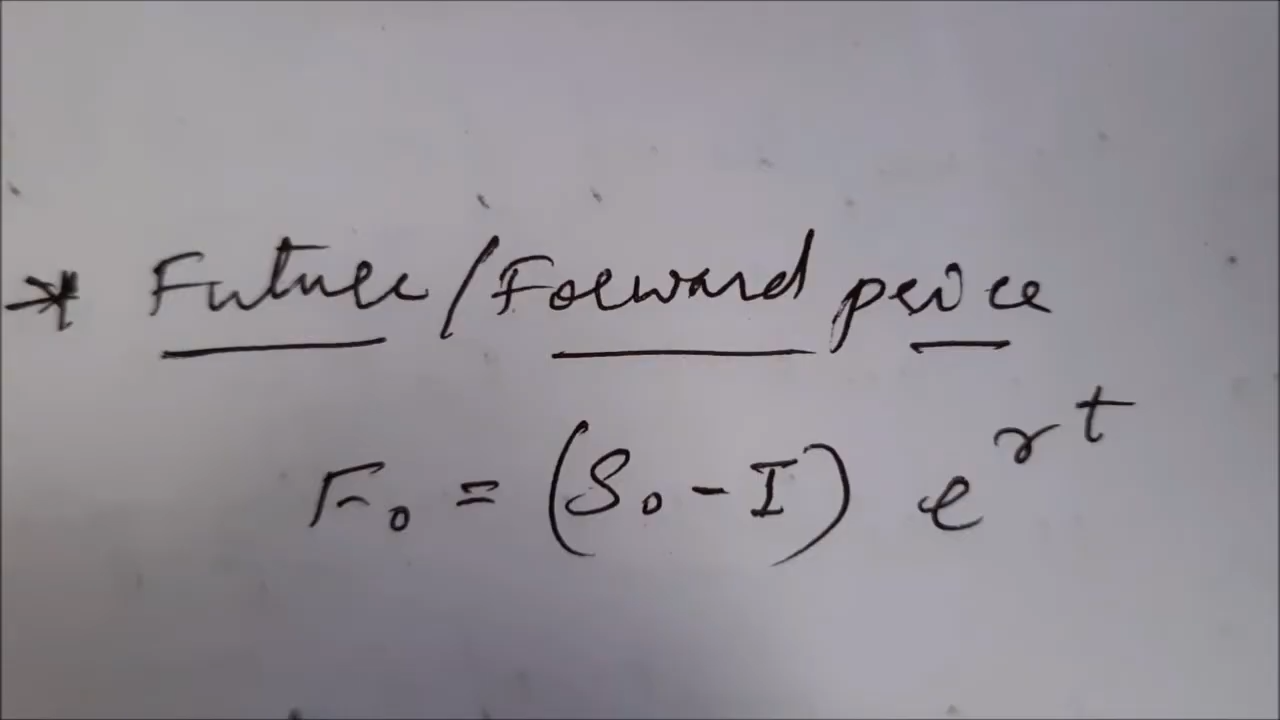 * Future/Forward price
F₀ = (S₀ - I) e^{rt}